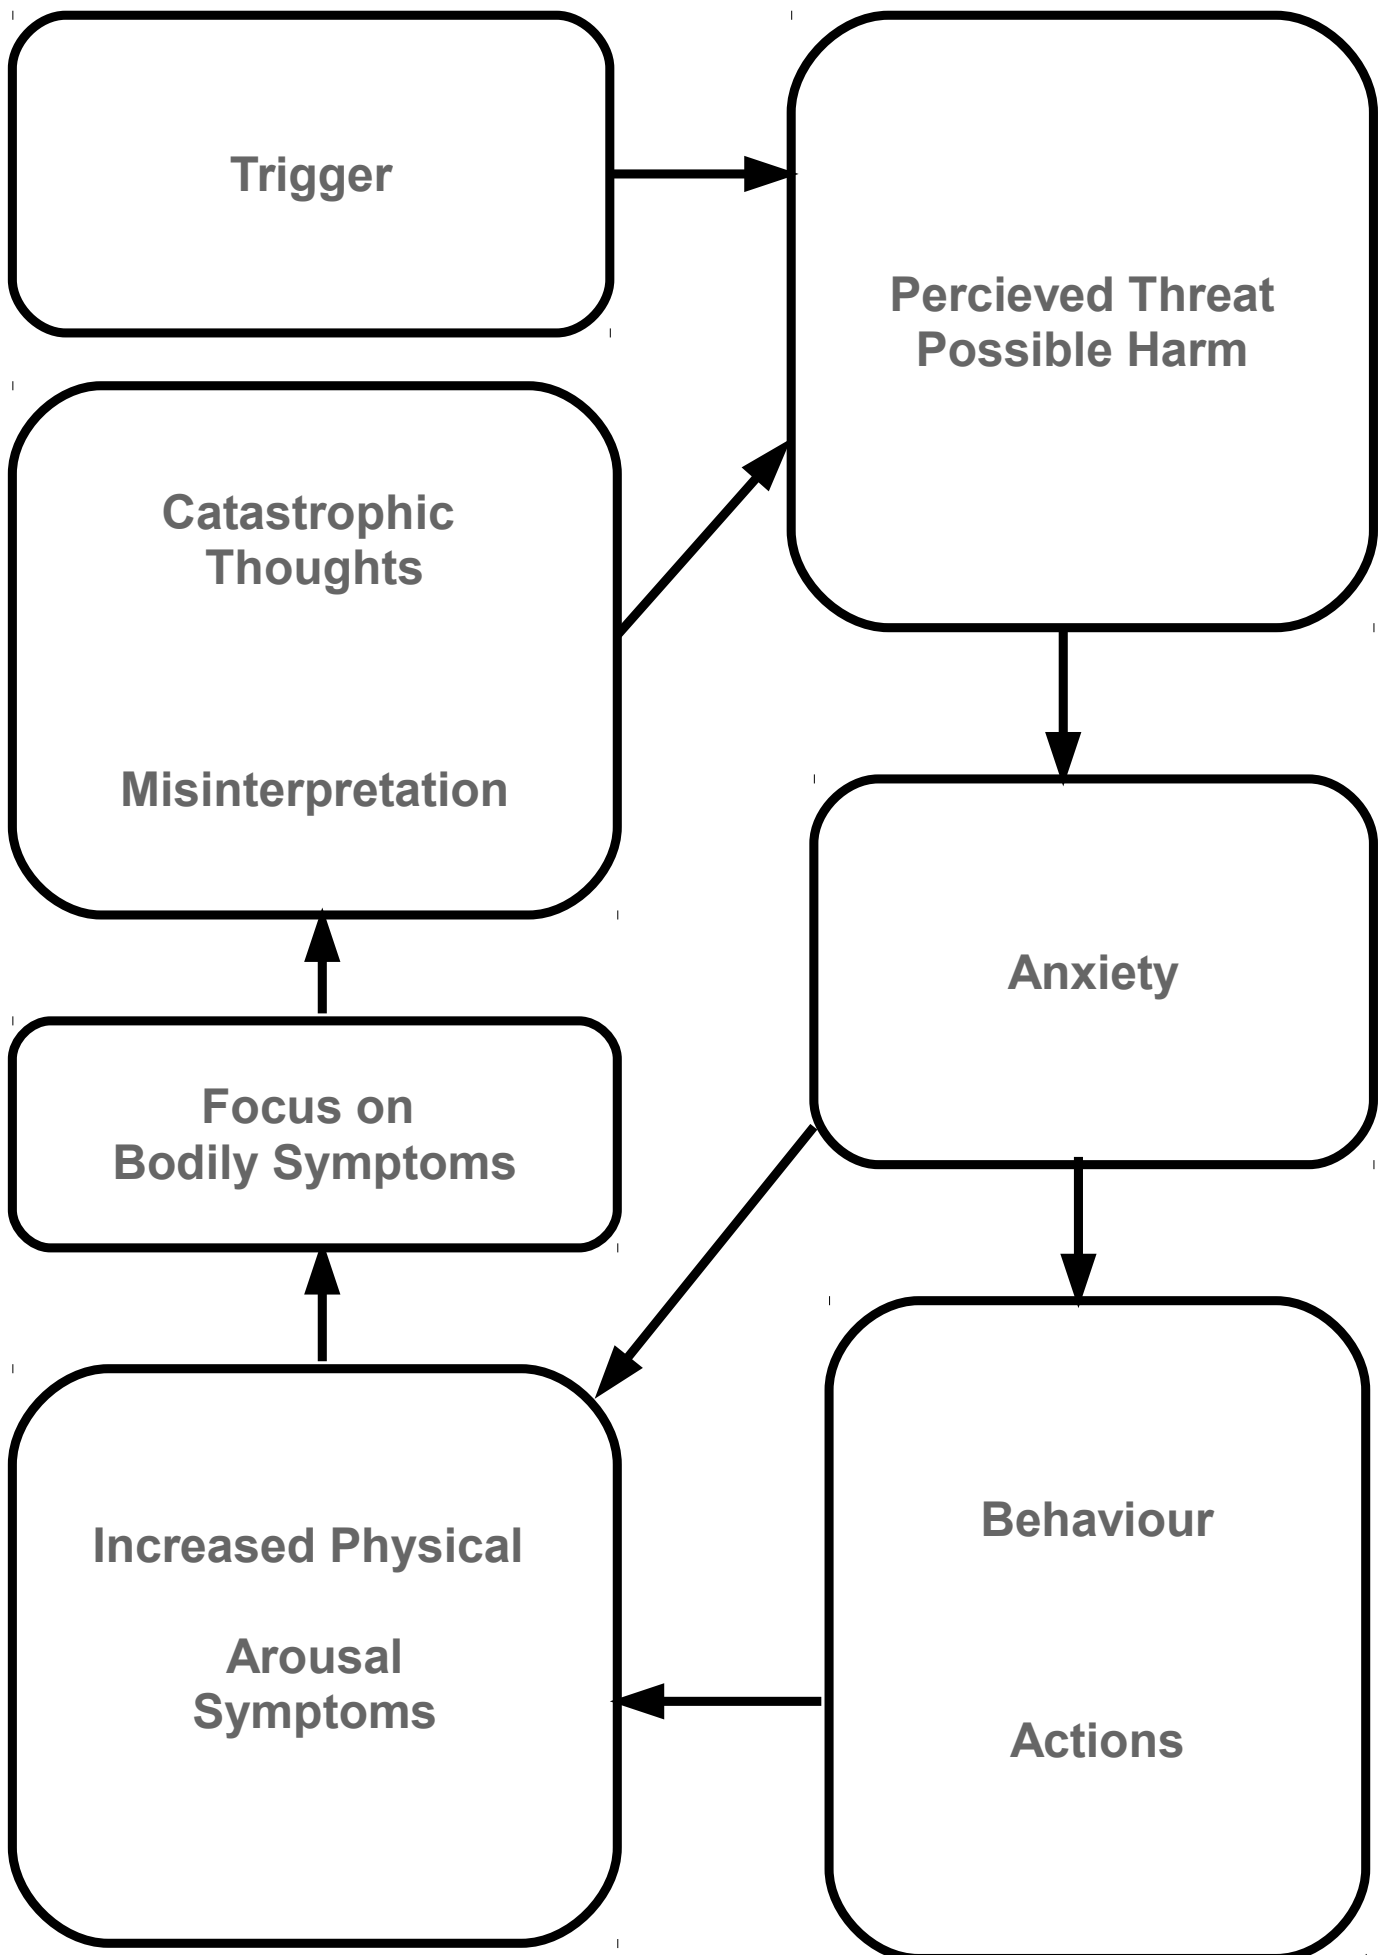 Trigger
Percieved Threat
Possible Harm
Catastrophic
Thoughts
Misinterpretation
Anxiety
Focus on
Bodily Symptoms
Increased Physical
Arousal
Symptoms
Behaviour
Actions